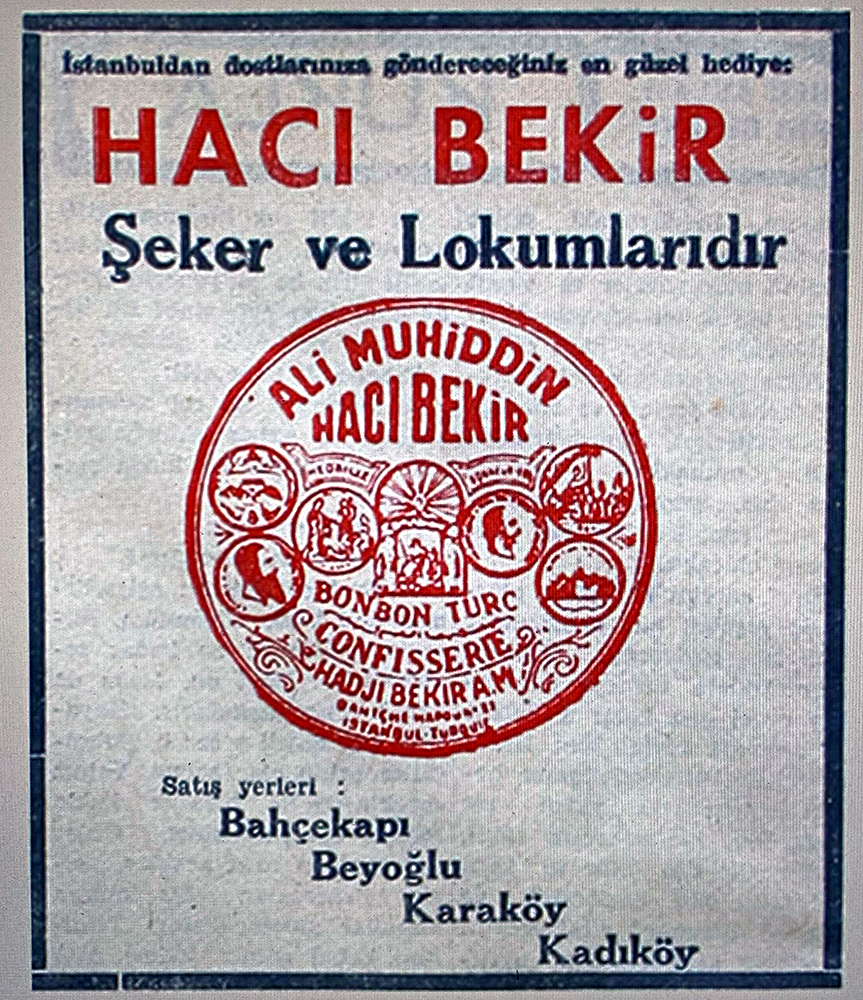 İstanbuldan dostlarınıza göndereceğiniz en güzel hediye:
HACI BEKiR
Şeker ve Lokumlarıdır
ALi MUHiDDiN
HACI BEKiR
BONBON TURC
CONFISSERIE
HADJI BEKIR A.M
ISTANBUL-TURQUIE
Satış yerleri :
Bahçekapı
Beyoğlu
Karaköy
Kadıköy